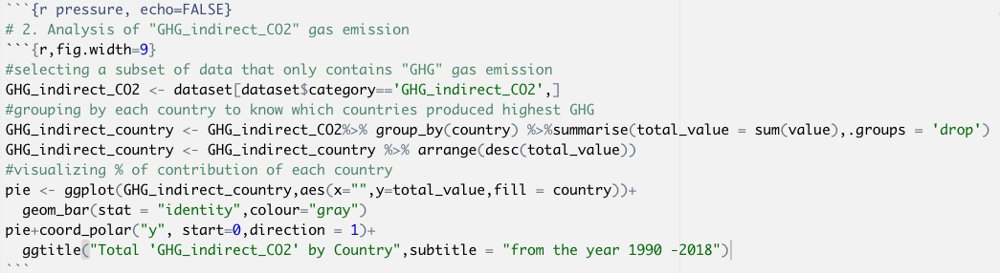 ```{r pressure, echo=FALSE}
# 2. Analysis of "GHG_indirect_CO2" gas emission
```{r,fig.width=9}
#selecting a subset of data that only contains "GHG" gas emission
GHG_indirect_CO2 <- dataset[dataset$category=='GHG_indirect_CO2',]
#grouping by each country to know which countries produced highest GHG
GHG_indirect_country <- GHG_indirect_CO2%>% group_by(country) %>%summarise(total_value = sum(value),.groups = 'drop')
GHG_indirect_country <- GHG_indirect_country %>% arrange(desc(total_value))
#visualizing % of contribution of each country
pie <- ggplot(GHG_indirect_country,aes(x="",y=total_value,fill = country))+
  geom_bar(stat = "identity",colour="gray")
pie+coord_polar("y", start=0,direction = 1)+
  ggtitle("Total 'GHG_indirect_CO2' by Country",subtitle = "from the year 1990 -2018")
```